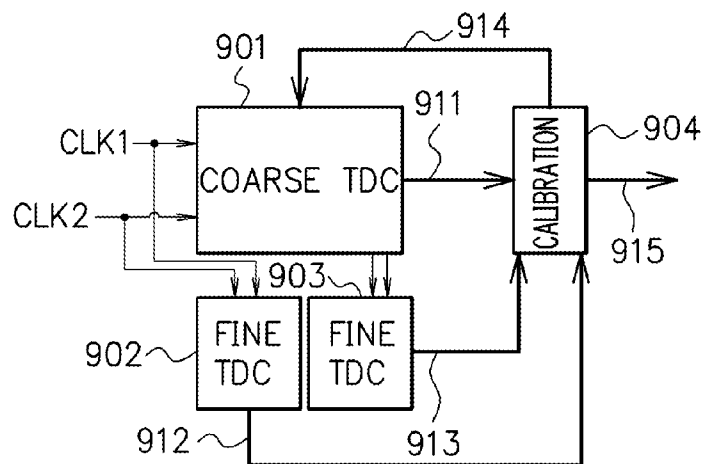 914
901
911
904
CLK1
COARSE TDC
CALIBRATION
CLK2
915
903
902
FINE
TDC
FINE
TDC
912
913